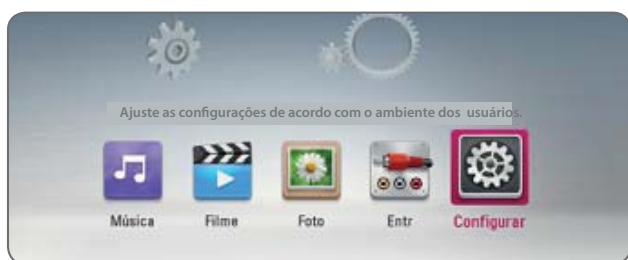 Ajuste as configurações de acordo com o ambiente dos usuários.
Música Filme Foto Entr Configurar